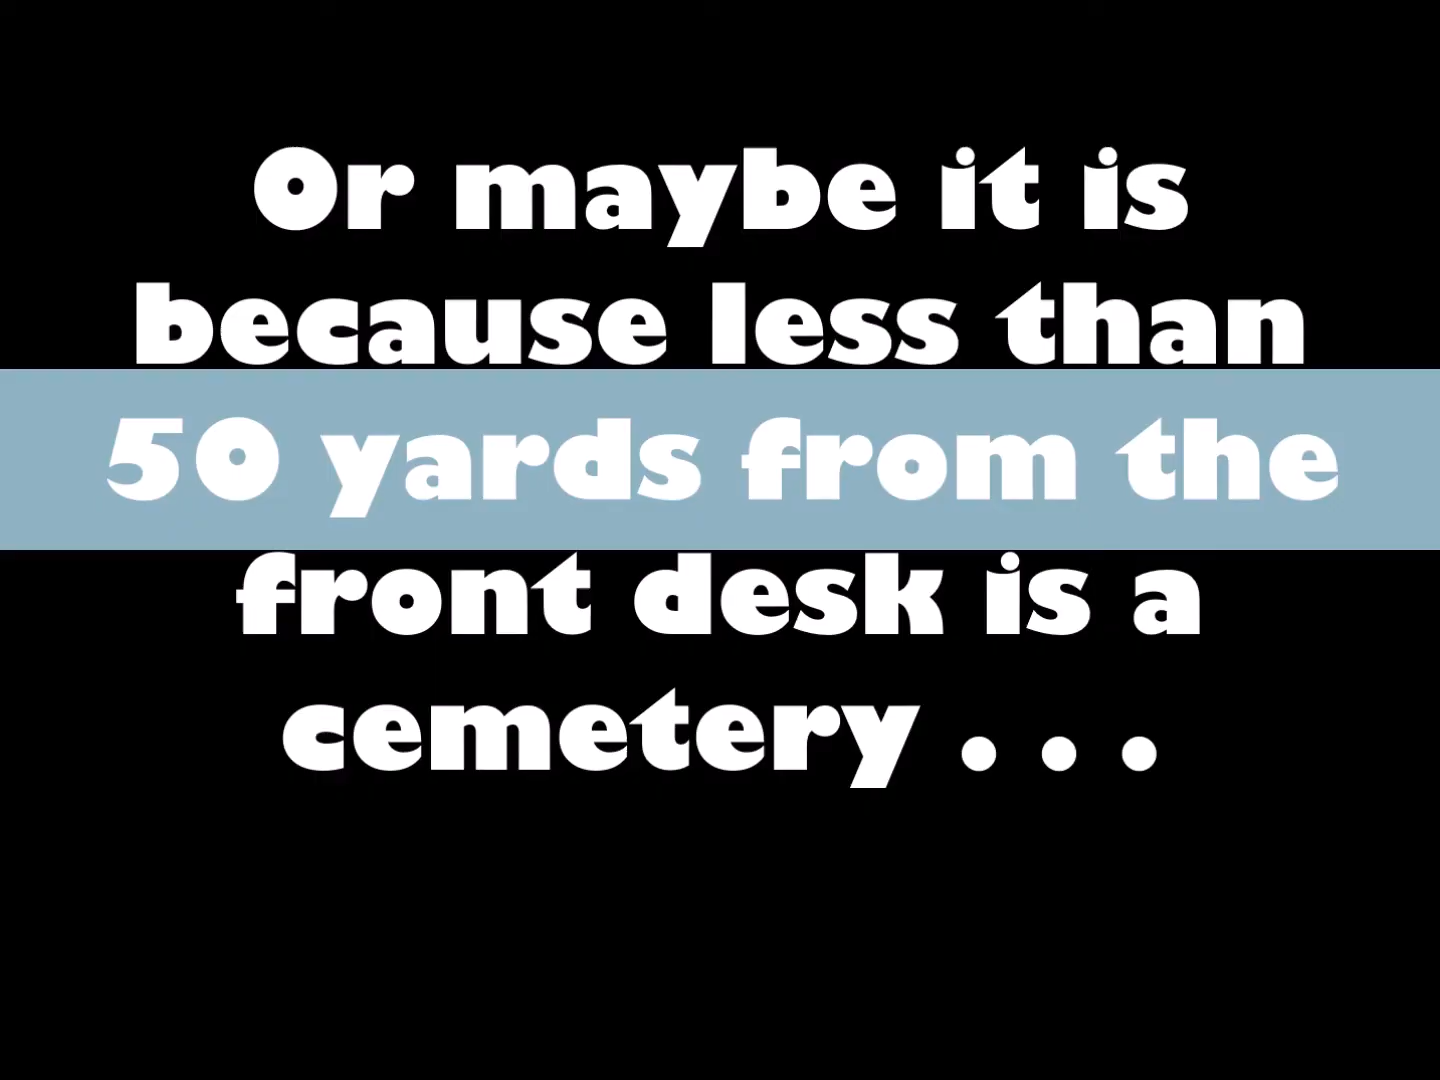 Or maybe it is
because less than
50 yards from the
front desk is a
cemetery . . .